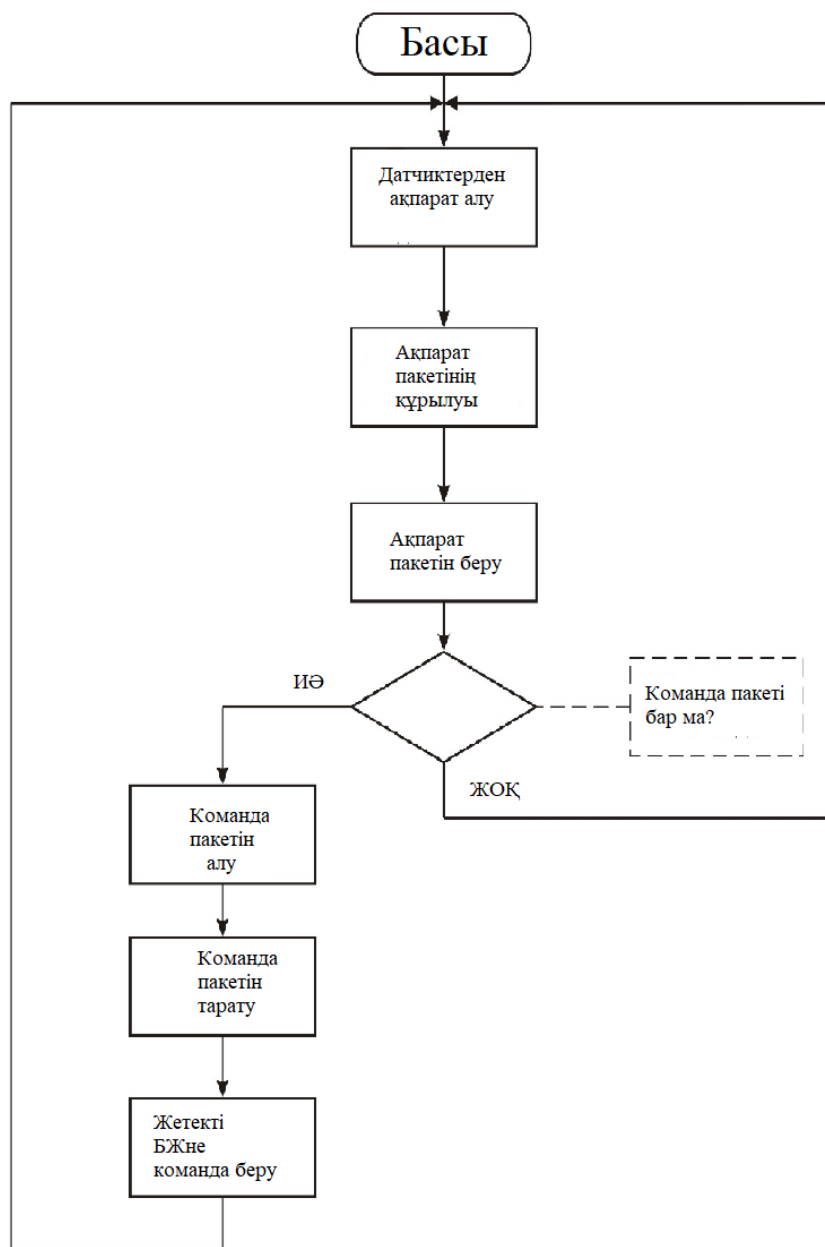 Басы
Датчиктерден
ақпарат алу
Ақпарат
пакетінің
құрылуы
Ақпарат
пакетін беру
ИӘ
Команда пакеті
бар ма?
ЖОҚ
Команда
пакетін
алу
Команда
пакетін
тарату
Жетекті
БЖне
команда беру